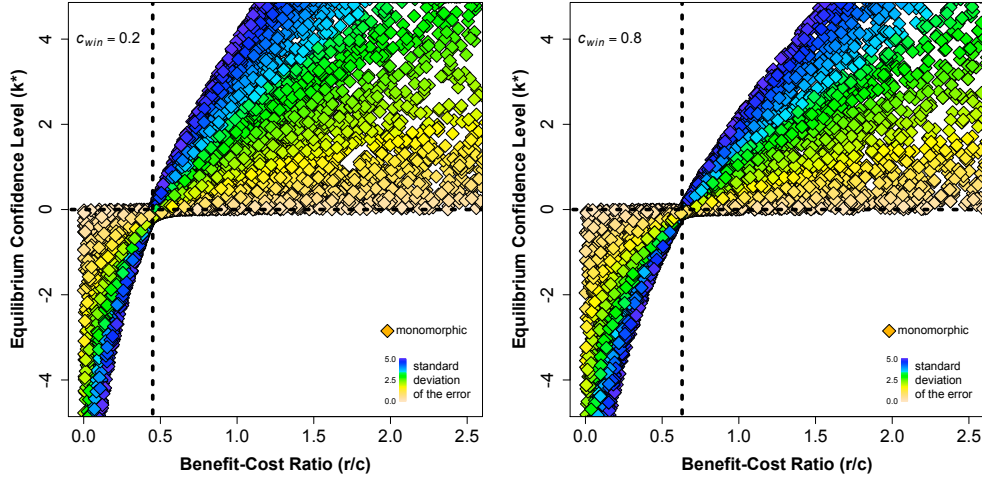 c_win = 0.2
Equilibrium Confidence Level (k*)
4
2
0
-2
-4
monomorphic
5.0
2.5
0.0
standard
deviation
of the error
0.0 0.5 1.0 1.5 2.0 2.5
Benefit-Cost Ratio (r/c)
c_win = 0.8
Equilibrium Confidence Level (k*)
4
2
0
-2
-4
monomorphic
5.0
2.5
0.0
standard
deviation
of the error
0.0 0.5 1.0 1.5 2.0 2.5
Benefit-Cost Ratio (r/c)